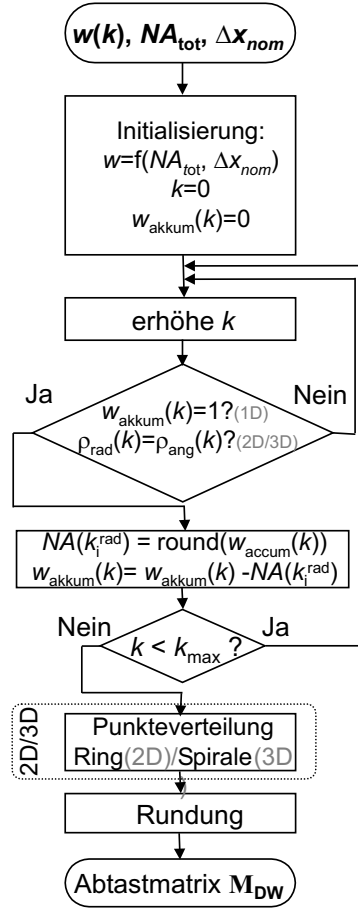 w(k), NA_tot, Δx_nom
Initialisierung:
w=f(NA_tot, Δx_nom)
k=0
w_akkum(k)=0
erhöhe k
Ja
Nein
w_akkum(k)=1?(1D)
ρ_rad(k)=ρ_ang(k)?(2D/3D)
NA(k_i^rad) = round(w_accum(k))
w_akkum(k)= w_akkum(k) -NA(k_i^rad)
Nein
Ja
k < k_max ?
2D/3D
Punkteverteilung
Ring(2D)/Spirale(3D
)
Rundung
Abtastmatrix M_DW